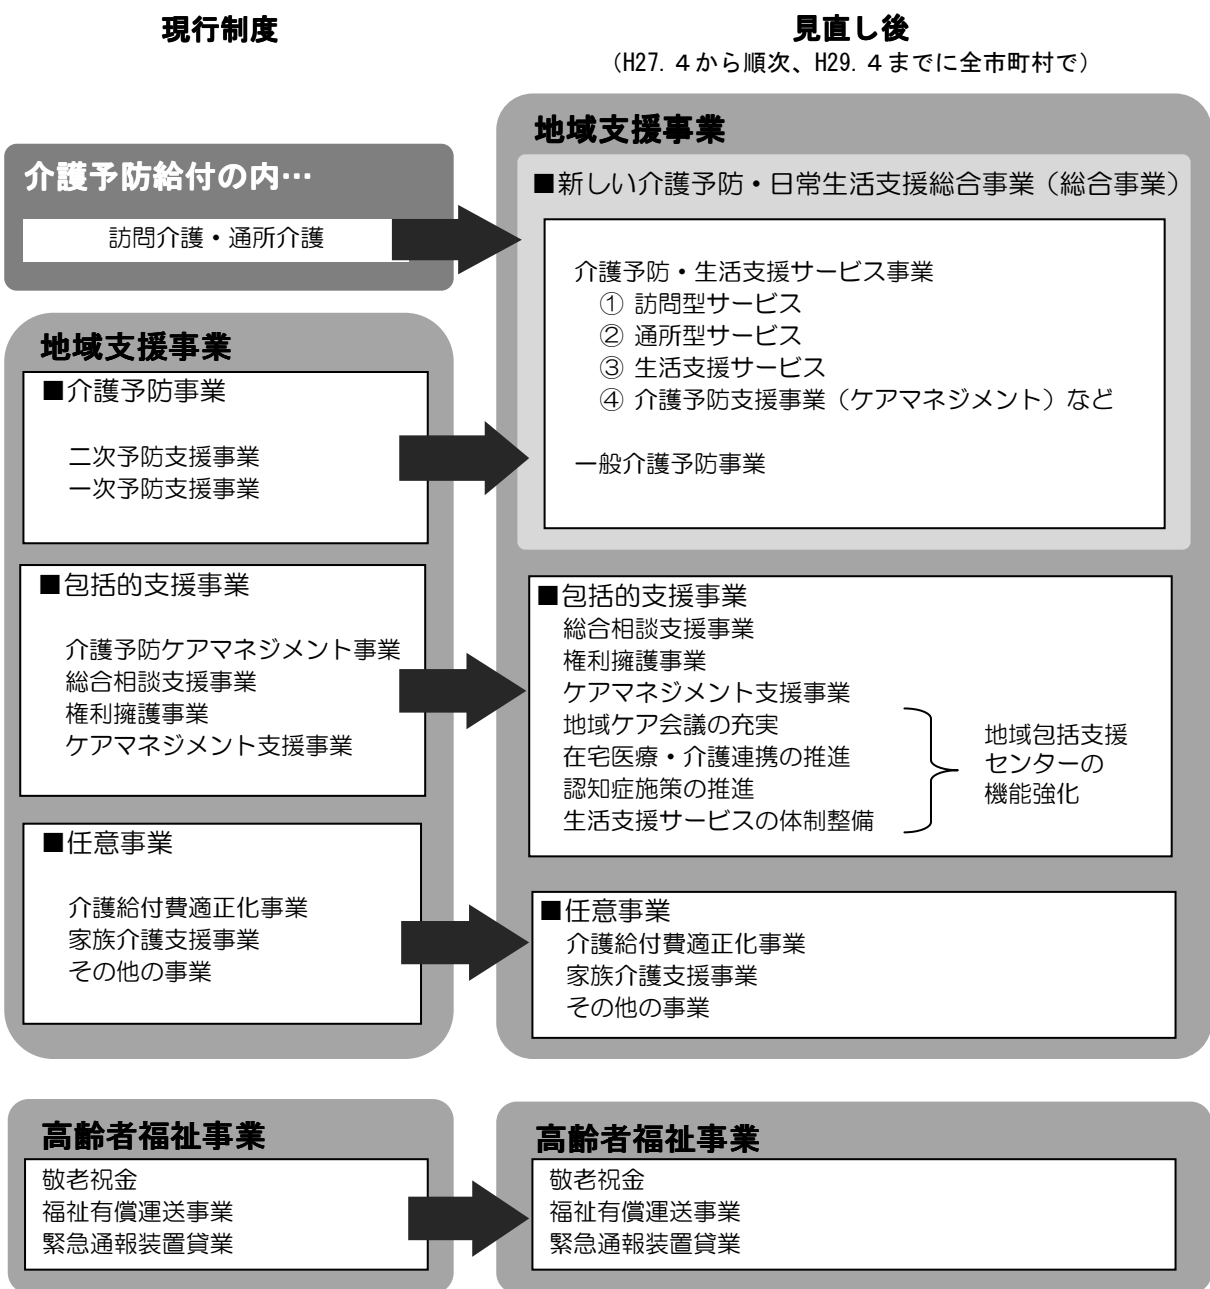 現行制度
見直し後
（H27.４から順次、H29.４までに全市町村で）
介護予防給付の内…
訪問介護・通所介護
地域支援事業
■介護予防事業
二次予防支援事業
一次予防支援事業
■包括的支援事業
介護予防ケアマネジメント事業
総合相談支援事業
権利擁護事業
ケアマネジメント支援事業
■任意事業
介護給付費適正化事業
家族介護支援事業
その他の事業
地域支援事業
■新しい介護予防・日常生活支援総合事業（総合事業）
介護予防・生活支援サービス事業
① 訪問型サービス
② 通所型サービス
③ 生活支援サービス
④ 介護予防支援事業（ケアマネジメント）など
一般介護予防事業
■包括的支援事業
総合相談支援事業
権利擁護事業
ケアマネジメント支援事業
地域ケア会議の充実
在宅医療・介護連携の推進
認知症施策の推進
生活支援サービスの体制整備
地域包括支援
センターの
機能強化
■任意事業
介護給付費適正化事業
家族介護支援事業
その他の事業
高齢者福祉事業
敬老祝金
福祉有償運送事業
緊急通報装置貸業
高齢者福祉事業
敬老祝金
福祉有償運送事業
緊急通報装置貸業